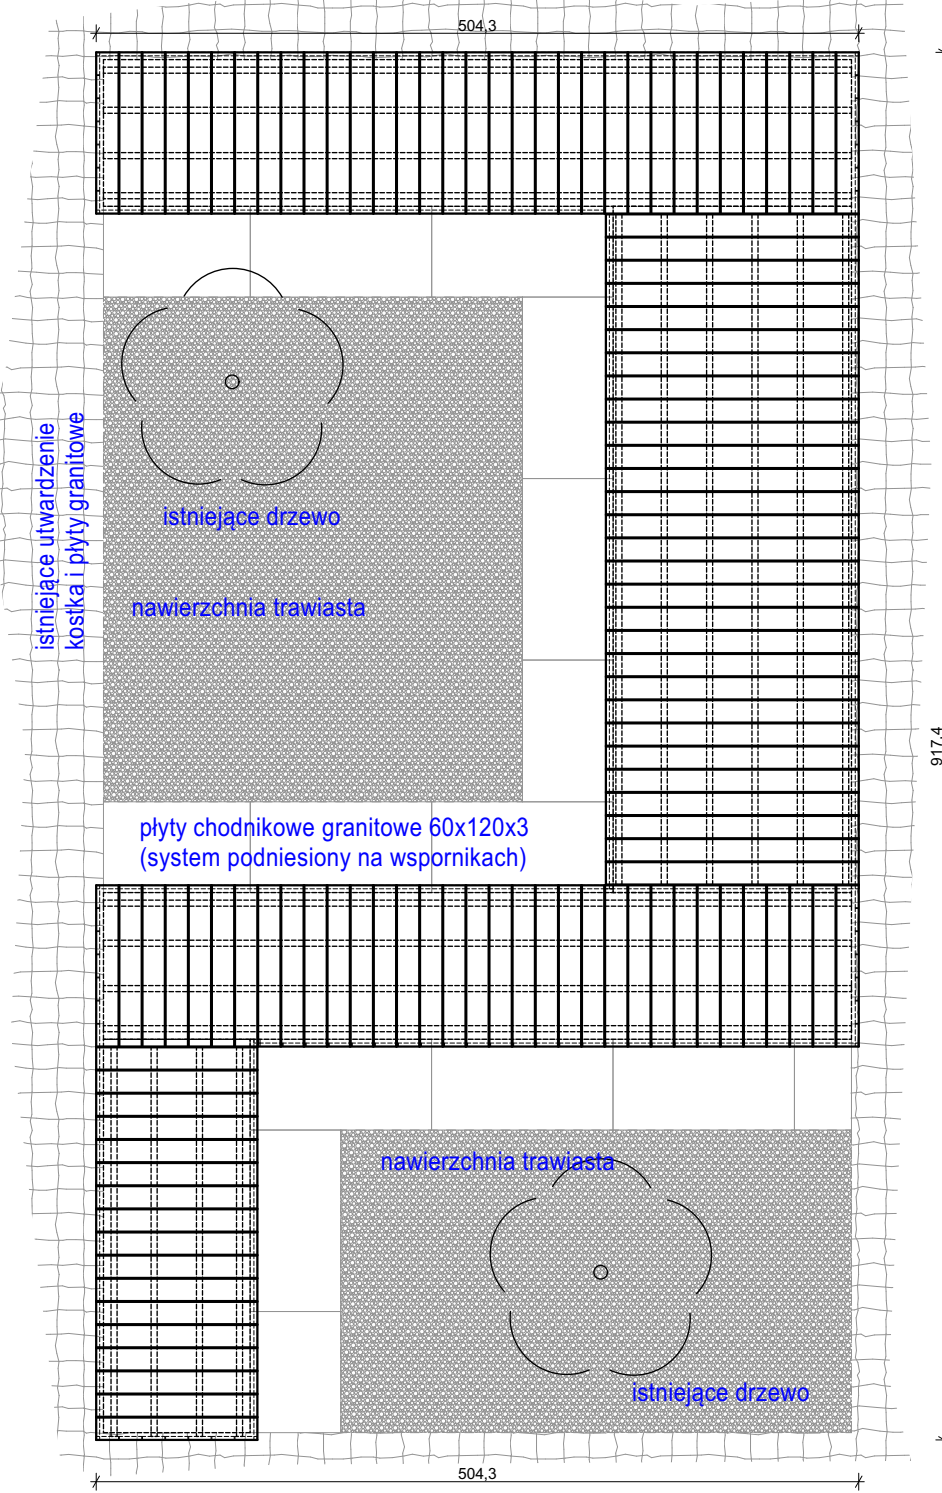 504,3
istniejące drzewo
nawierzchnia trawiasta
istniejące utwardzenie
kostka i płyty granitowe
917,4
płyty chodnikowe granitowe 60x120x3
(system podniesiony na wspornikach)
nawierzchnia trawiasta
istniejące drzewo
504,3